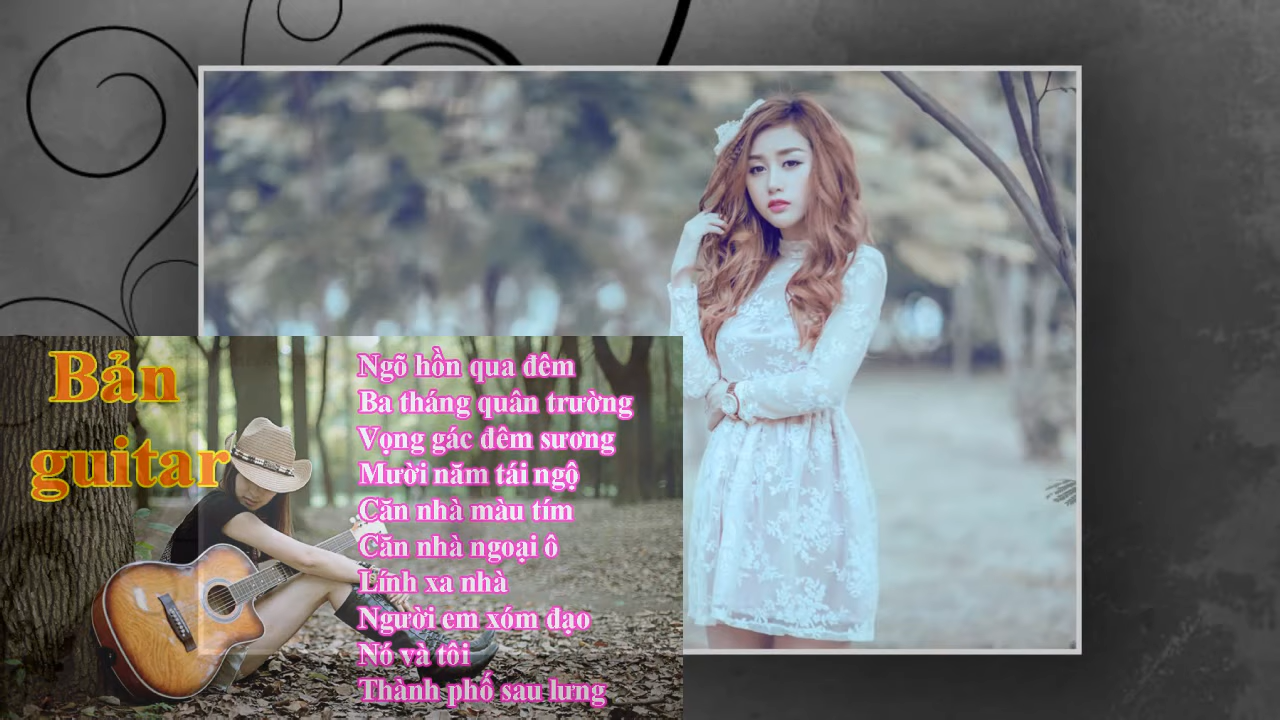 Bản
guitar
Ngõ hồn qua đêm
Ba tháng quân trường
Vọng gác đêm sương
Mười năm tái ngộ
Căn nhà màu tím
Căn nhà ngoại ô
Lính xa nhà
Người em xóm đạo
Nó và tôi
Thành phố sau lưng